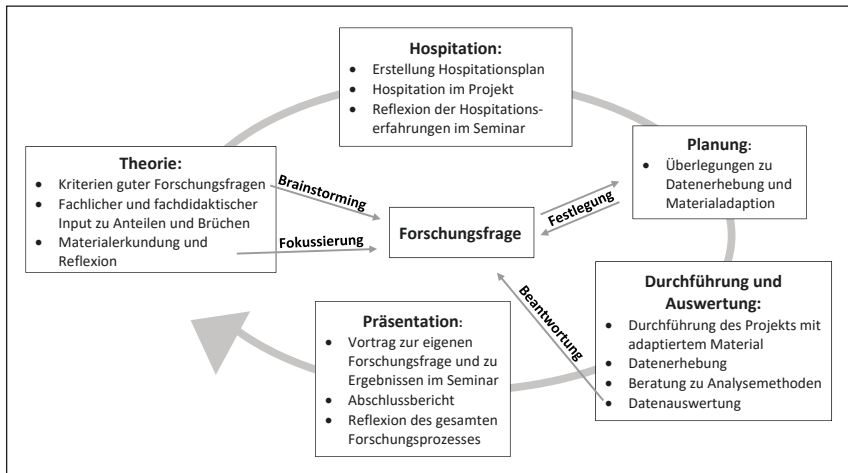 Hospitation:
• Erstellung Hospitationsplan
• Hospitation im Projekt
• Reflexion der Hospitations-
erfahrungen im Seminar
Theorie:
• Kriterien guter Forschungsfragen
• Fachlicher und fachdidaktischer
Input zu Anteilen und Brüchen
• Materialerkundung und
Reflexion
Brainstorming
Fokussierung
Forschungsfrage
Festlegung
Planung:
• Überlegungen zu
Datenerhebung und
Materialadaption
Beantwortung
Durchführung und
Auswertung:
• Durchführung des Projekts mit
adaptiertem Material
• Datenerhebung
• Beratung zu Analysemethoden
• Datenauswertung
Präsentation:
• Vortrag zur eigenen
Forschungsfrage und zu
Ergebnissen im Seminar
• Abschlussbericht
• Reflexion des gesamten
Forschungsprozesses